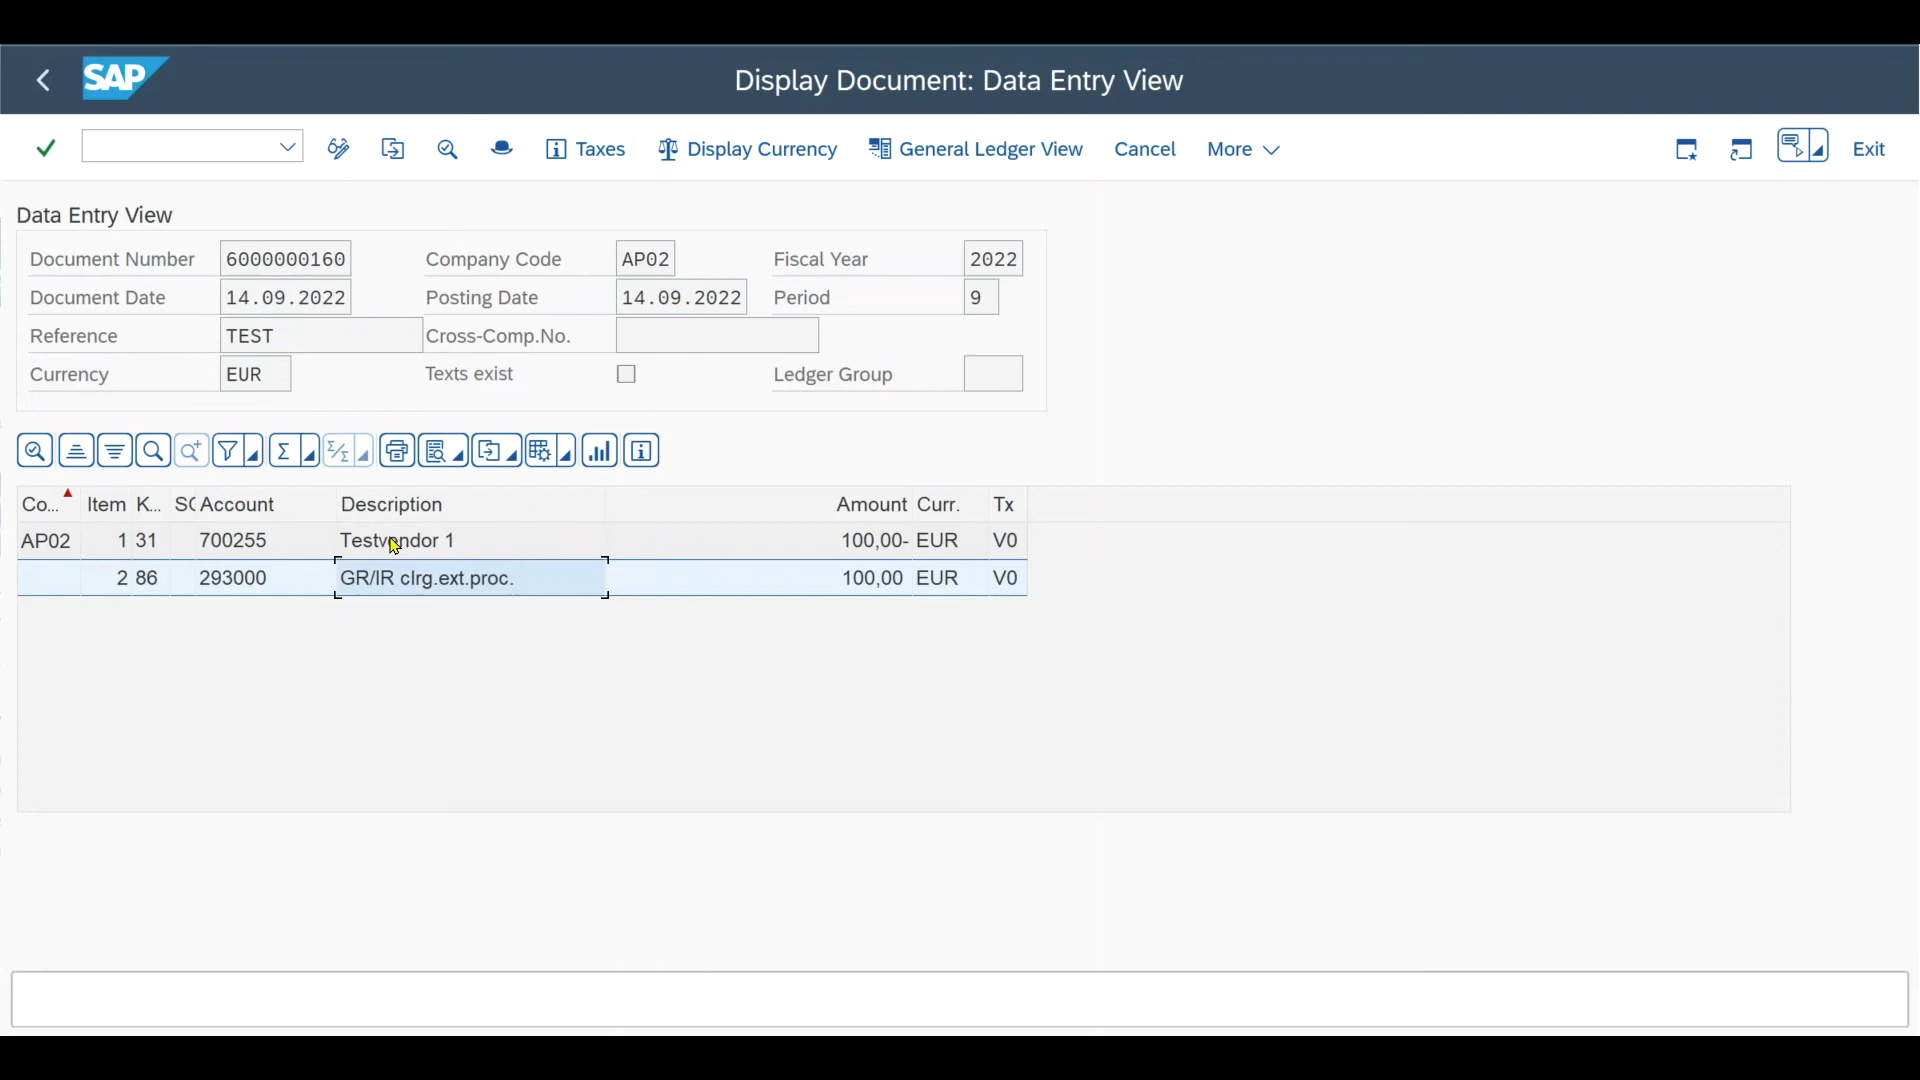 SAP
Display Document: Data Entry View
Taxes Display Currency General Ledger View Cancel More Exit
Data Entry View
Document Number 6000000160 Company Code AP02 Fiscal Year 2022
Document Date 14.09.2022 Posting Date 14.09.2022 Period 9
Reference TEST Cross-Comp.No.
Currency EUR Texts exist Ledger Group
Co... Item K... SG Account Description Amount Curr. Tx
AP02 1 31 700255 Testvendor 1 100,00- EUR V0
2 86 293000 GR/IR clrg.ext.proc. 100,00 EUR V0